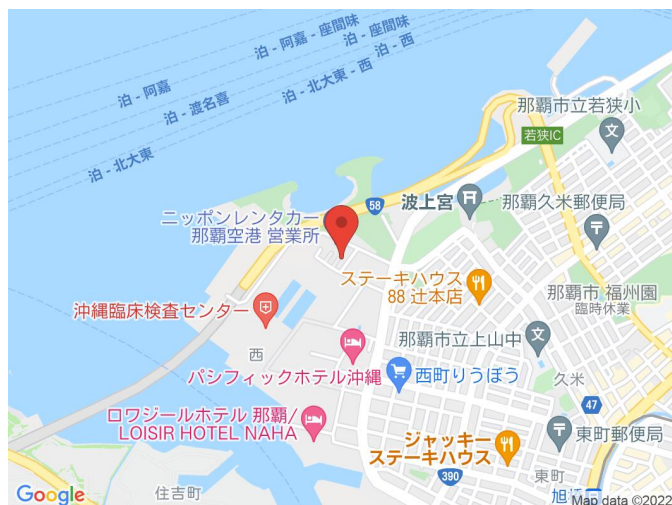 泊 - 阿嘉 - 座間味
泊 - 座間味
泊 - 西
泊 - 北大東 - 西
泊 - 渡名喜
泊 - 阿嘉
泊 - 北大東
那覇市立若狭小
若狭IC
58
波上宮
那覇久米郵便局
ニッポンレンタカー
那覇空港 営業所
ステーキハウス
88 辻本店
那覇市 福州園
臨時休業
沖縄臨床検査センター
那覇市立上山中
西
久米
パシフィックホテル沖縄
西町りうぼう
47
ロワジールホテル 那覇/
LOISIR HOTEL NAHA
東町郵便局
ジャッキー
ステーキハウス
390
東町
住吉町
旭橋
Google
Map data ©2022